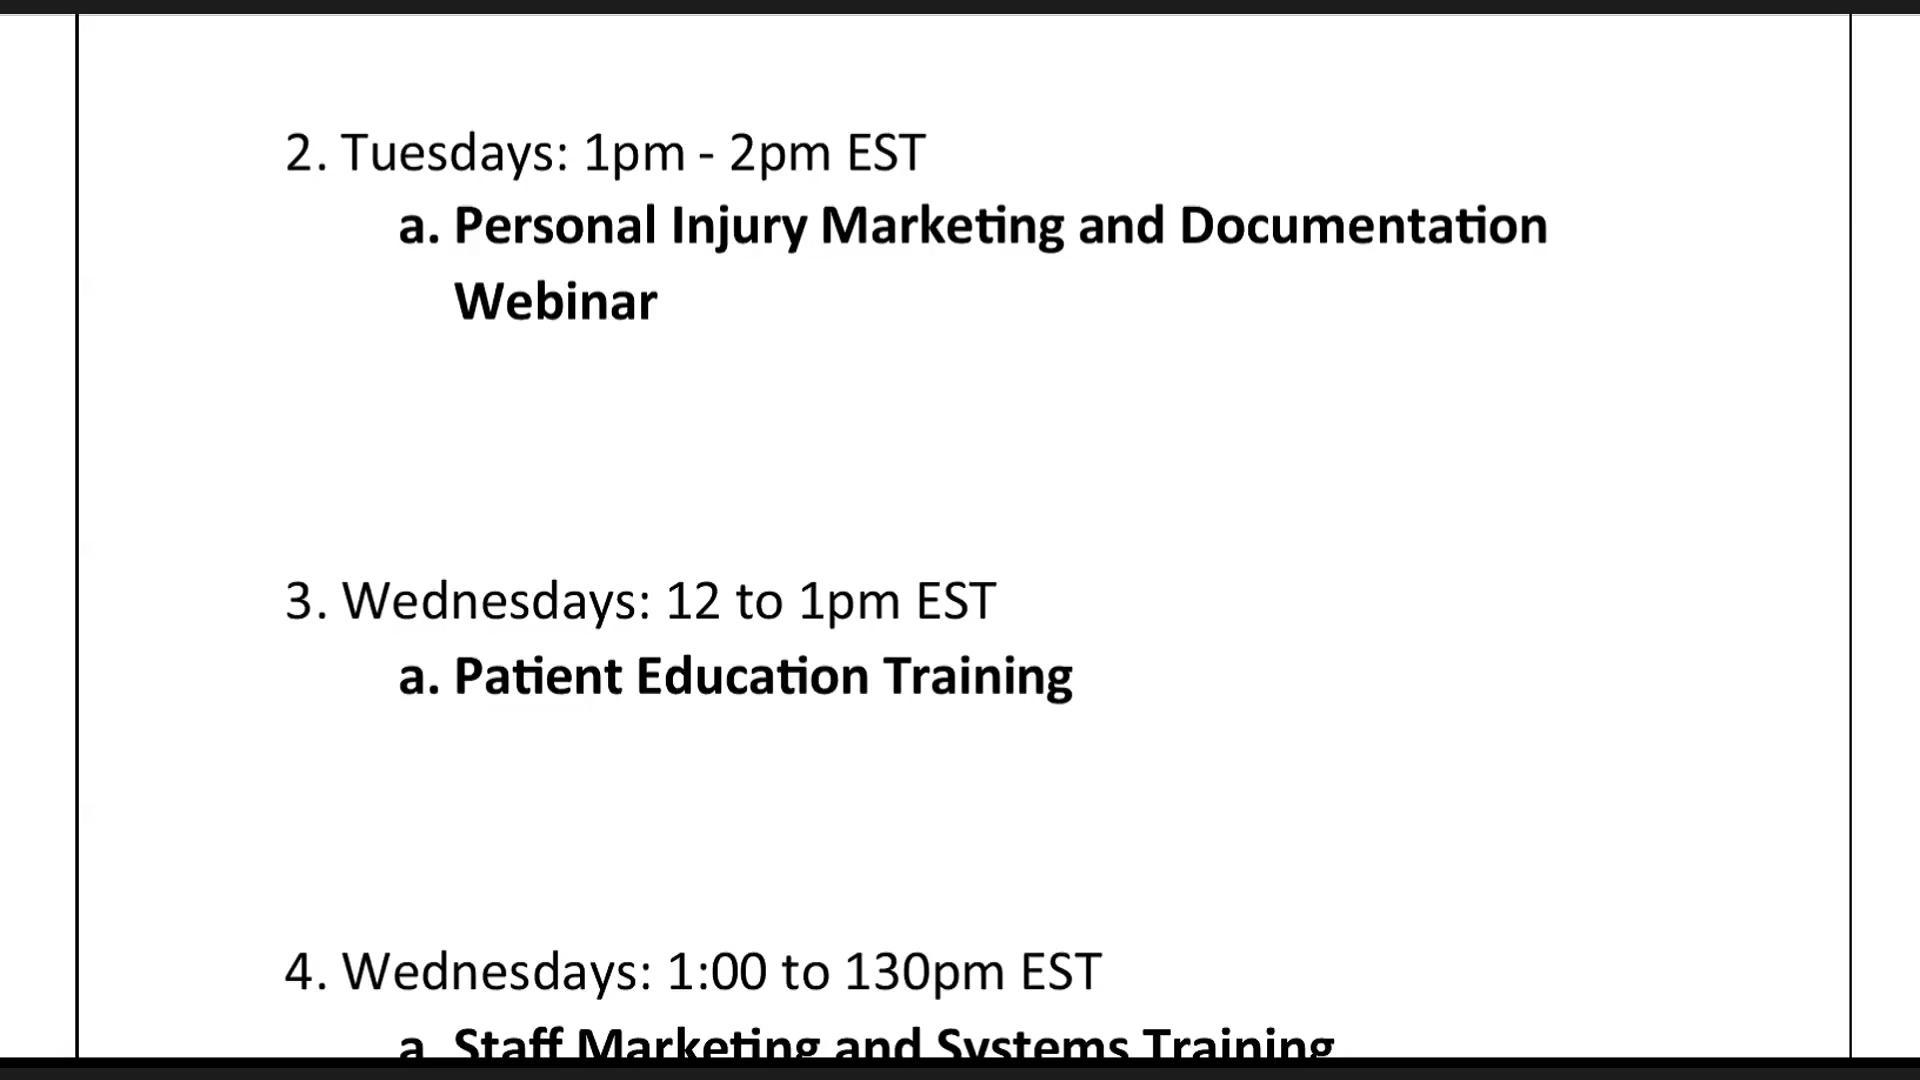 2. Tuesdays: 1pm - 2pm EST
a. Personal Injury Marketing and Documentation
Webinar
3. Wednesdays: 12 to 1pm EST
a. Patient Education Training
4. Wednesdays: 1:00 to 130pm EST
a. Staff Marketing and Systems Training